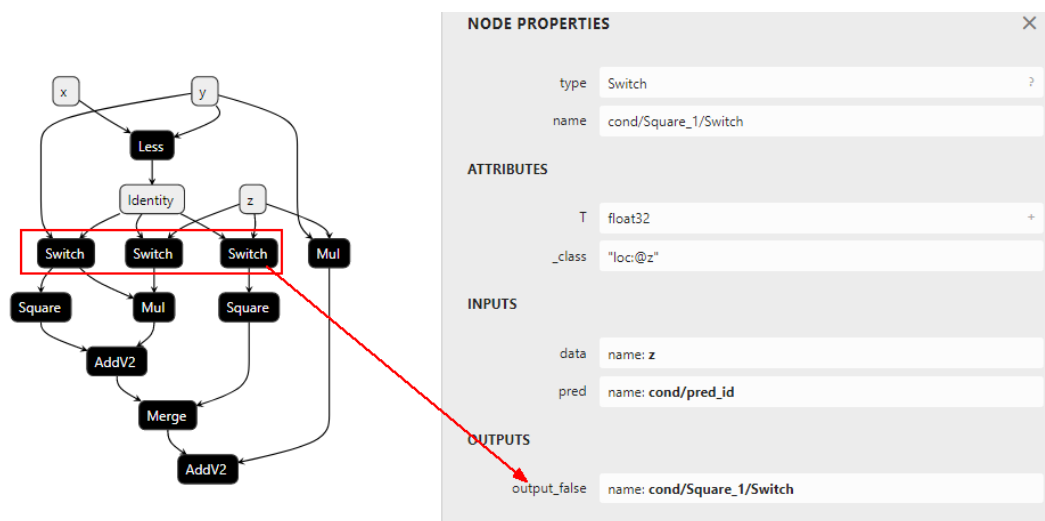 x
y
Less
Identity
z
Switch
Switch
Switch
Mul
Square
Mul
Square
AddV2
Merge
AddV2
NODE PROPERTIES ×
type Switch ?
name cond/Square_1/Switch
ATTRIBUTES
T float32 +
_class "loc:@z"
INPUTS
data name: z
pred name: cond/pred_id
OUTPUTS
output_false name: cond/Square_1/Switch